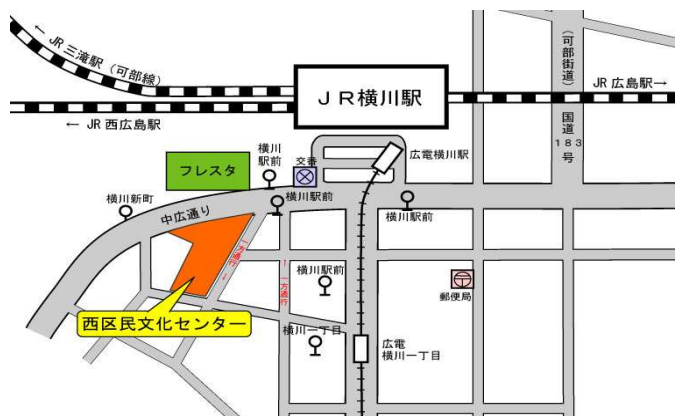 ← JR 三滝駅 (可部線)
ＪＲ横川駅
(可部街道)
JR 広島駅→
← JR 西広島駅
国道183号
フレスタ
横川
駅前
交番
広電横川駅
横川新町
中広通り
横川駅前
横川駅前
一方通行→
↑一方通行
横川駅前
郵便局
西区民文化センター
横川一丁目
広電
横川一丁目